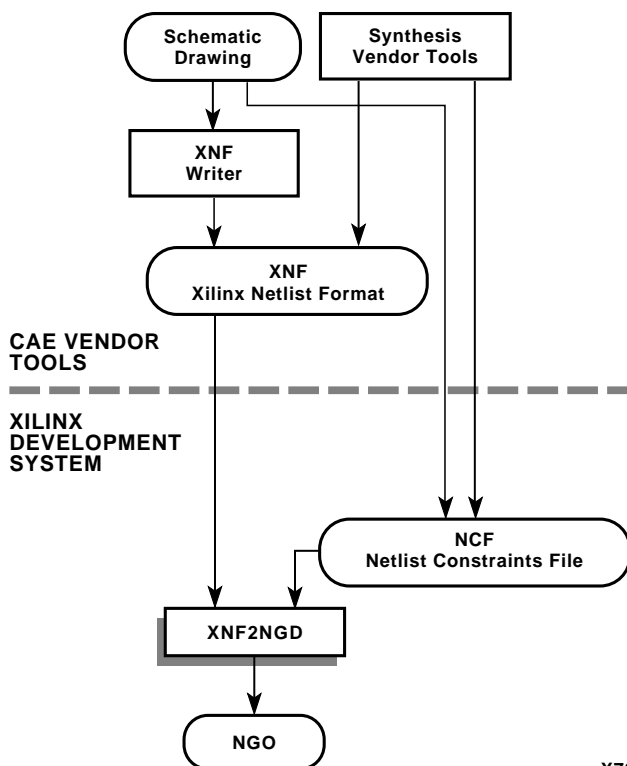 Schematic
Drawing
Synthesis
Vendor Tools
XNF
Writer
XNF
Xilinx Netlist Format
CAE VENDOR
TOOLS
XILINX
DEVELOPMENT
SYSTEM
NCF
Netlist Constraints File
XNF2NGD
NGO